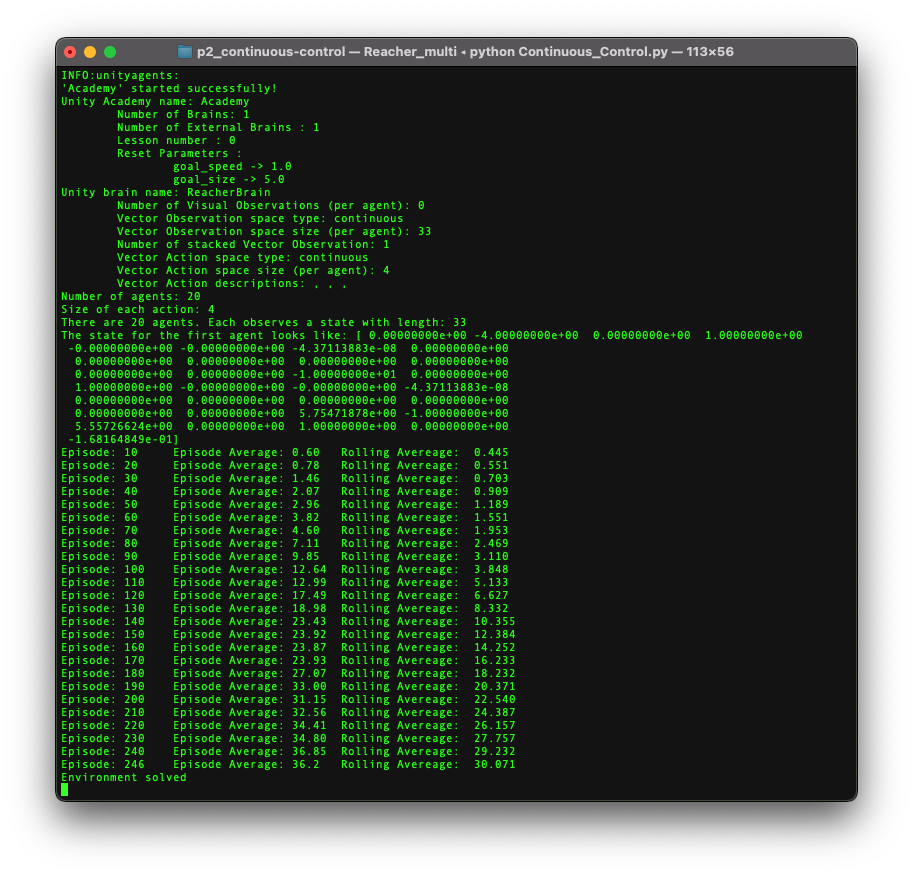 p2_continuous-control — Reacher_multi ◂ python Continuous_Control.py — 113×56
INFO:unityagents:
'Academy' started successfully!
Unity Academy name: Academy
        Number of Brains: 1
        Number of External Brains : 1
        Lesson number : 0
        Reset Parameters :
                goal_speed -> 1.0
                goal_size -> 5.0
Unity brain name: ReacherBrain
        Number of Visual Observations (per agent): 0
        Vector Observation space type: continuous
        Vector Observation space size (per agent): 33
        Number of stacked Vector Observation: 1
        Vector Action space type: continuous
        Vector Action space size (per agent): 4
        Vector Action descriptions: , , ,
Number of agents: 20
Size of each action: 4
There are 20 agents. Each observes a state with length: 33
The state for the first agent looks like: [ 0.00000000e+00 -4.00000000e+00  0.00000000e+00  1.00000000e+00
 -0.00000000e+00 -0.00000000e+00 -4.37113883e-08  0.00000000e+00
  0.00000000e+00  0.00000000e+00  0.00000000e+00  0.00000000e+00
  0.00000000e+00  0.00000000e+00 -1.00000000e+01  0.00000000e+00
  1.00000000e+00 -0.00000000e+00 -0.00000000e+00 -4.37113883e-08
  0.00000000e+00  0.00000000e+00  0.00000000e+00  0.00000000e+00
  0.00000000e+00  0.00000000e+00  5.75471878e+00 -1.00000000e+00
  5.55726624e+00  0.00000000e+00  1.00000000e+00  0.00000000e+00
 -1.68164849e-01]
Episode: 10     Episode Average: 0.60   Rolling Avereage:  0.445
Episode: 20     Episode Average: 0.78   Rolling Avereage:  0.551
Episode: 30     Episode Average: 1.46   Rolling Avereage:  0.703
Episode: 40     Episode Average: 2.07   Rolling Avereage:  0.909
Episode: 50     Episode Average: 2.96   Rolling Avereage:  1.189
Episode: 60     Episode Average: 3.82   Rolling Avereage:  1.551
Episode: 70     Episode Average: 4.60   Rolling Avereage:  1.953
Episode: 80     Episode Average: 7.11   Rolling Avereage:  2.469
Episode: 90     Episode Average: 9.85   Rolling Avereage:  3.110
Episode: 100    Episode Average: 12.64  Rolling Avereage:  3.848
Episode: 110    Episode Average: 12.99  Rolling Avereage:  5.133
Episode: 120    Episode Average: 17.49  Rolling Avereage:  6.627
Episode: 130    Episode Average: 18.98  Rolling Avereage:  8.332
Episode: 140    Episode Average: 23.43  Rolling Avereage:  10.355
Episode: 150    Episode Average: 23.92  Rolling Avereage:  12.384
Episode: 160    Episode Average: 23.87  Rolling Avereage:  14.252
Episode: 170    Episode Average: 23.93  Rolling Avereage:  16.233
Episode: 180    Episode Average: 27.07  Rolling Avereage:  18.232
Episode: 190    Episode Average: 33.00  Rolling Avereage:  20.371
Episode: 200    Episode Average: 31.15  Rolling Avereage:  22.540
Episode: 210    Episode Average: 32.56  Rolling Avereage:  24.387
Episode: 220    Episode Average: 34.41  Rolling Avereage:  26.157
Episode: 230    Episode Average: 34.80  Rolling Avereage:  27.757
Episode: 240    Episode Average: 36.85  Rolling Avereage:  29.232
Episode: 246    Episode Average: 36.2   Rolling Avereage:  30.071
Environment solved